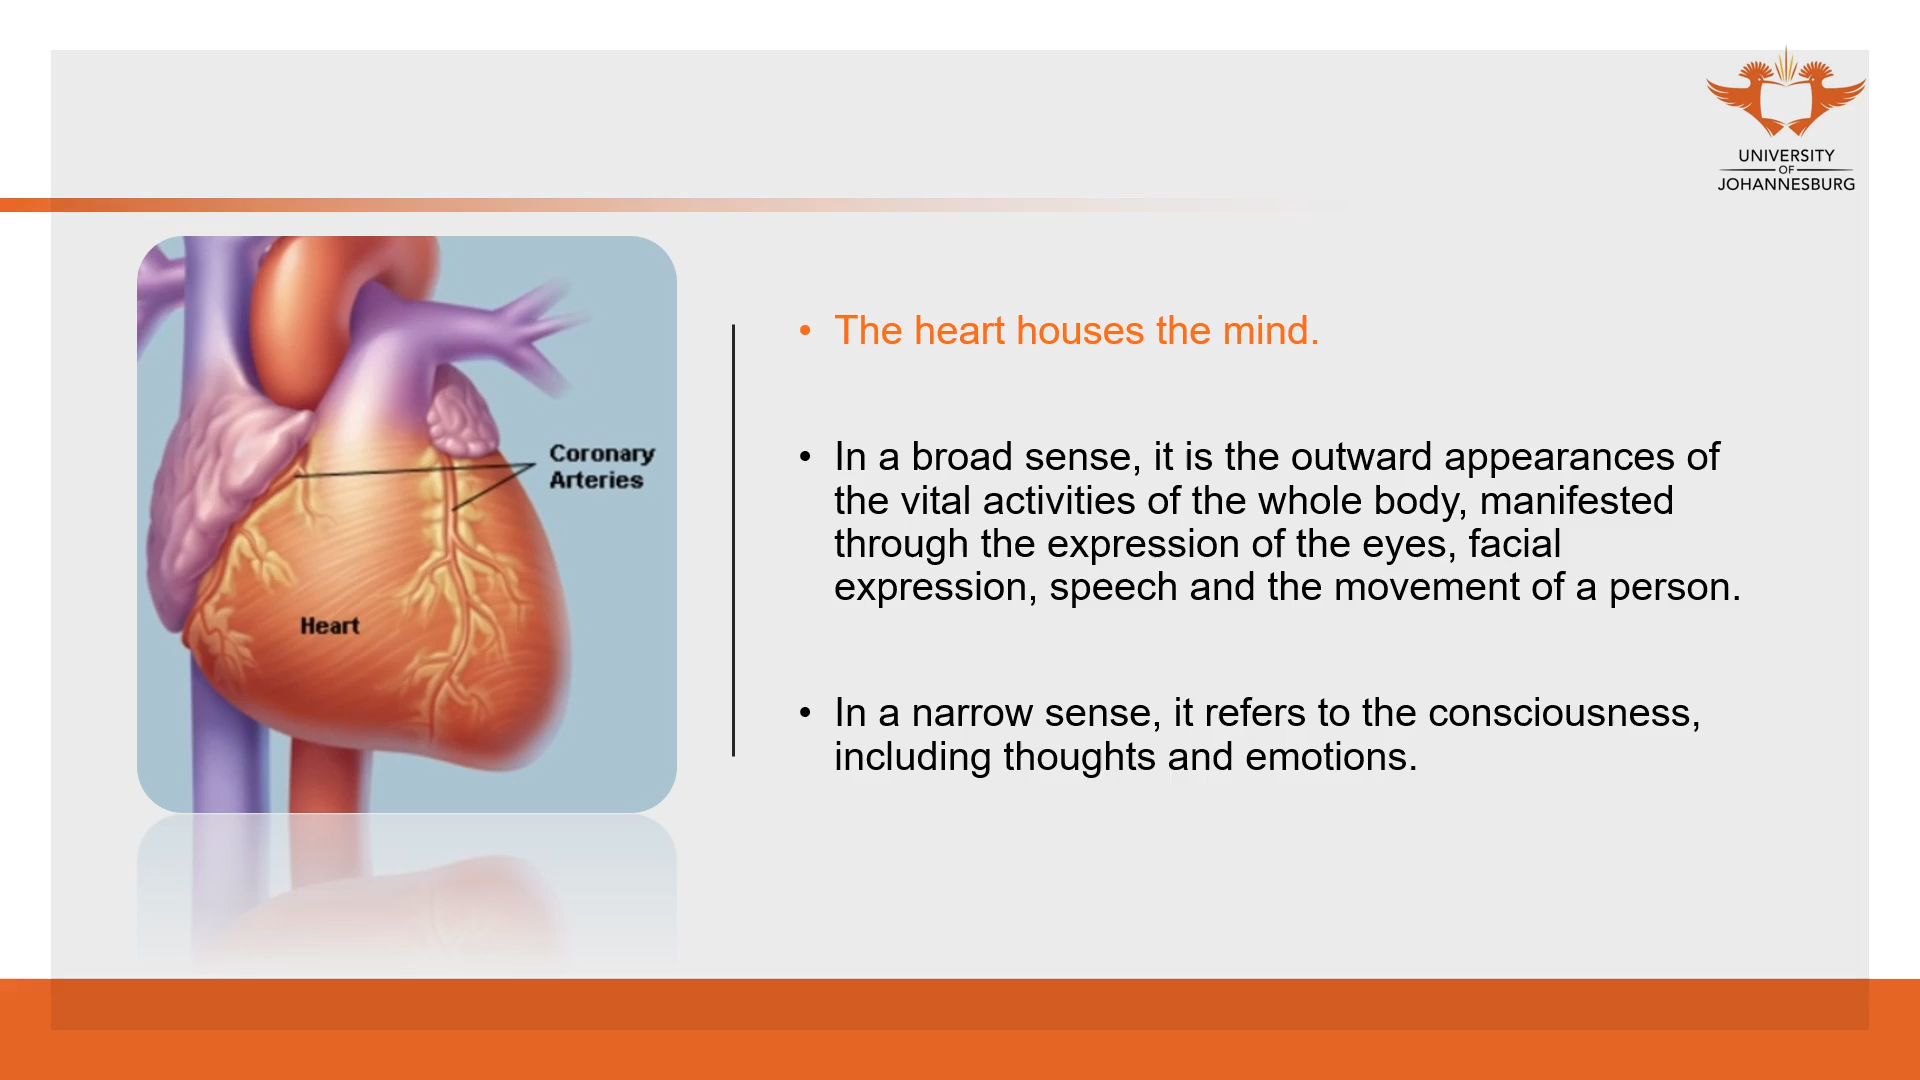 UNIVERSITY
OF
JOHANNESBURG
Coronary
Arteries
Heart
• The heart houses the mind.
• In a broad sense, it is the outward appearances of
the vital activities of the whole body, manifested
through the expression of the eyes, facial
expression, speech and the movement of a person.
• In a narrow sense, it refers to the consciousness,
including thoughts and emotions.